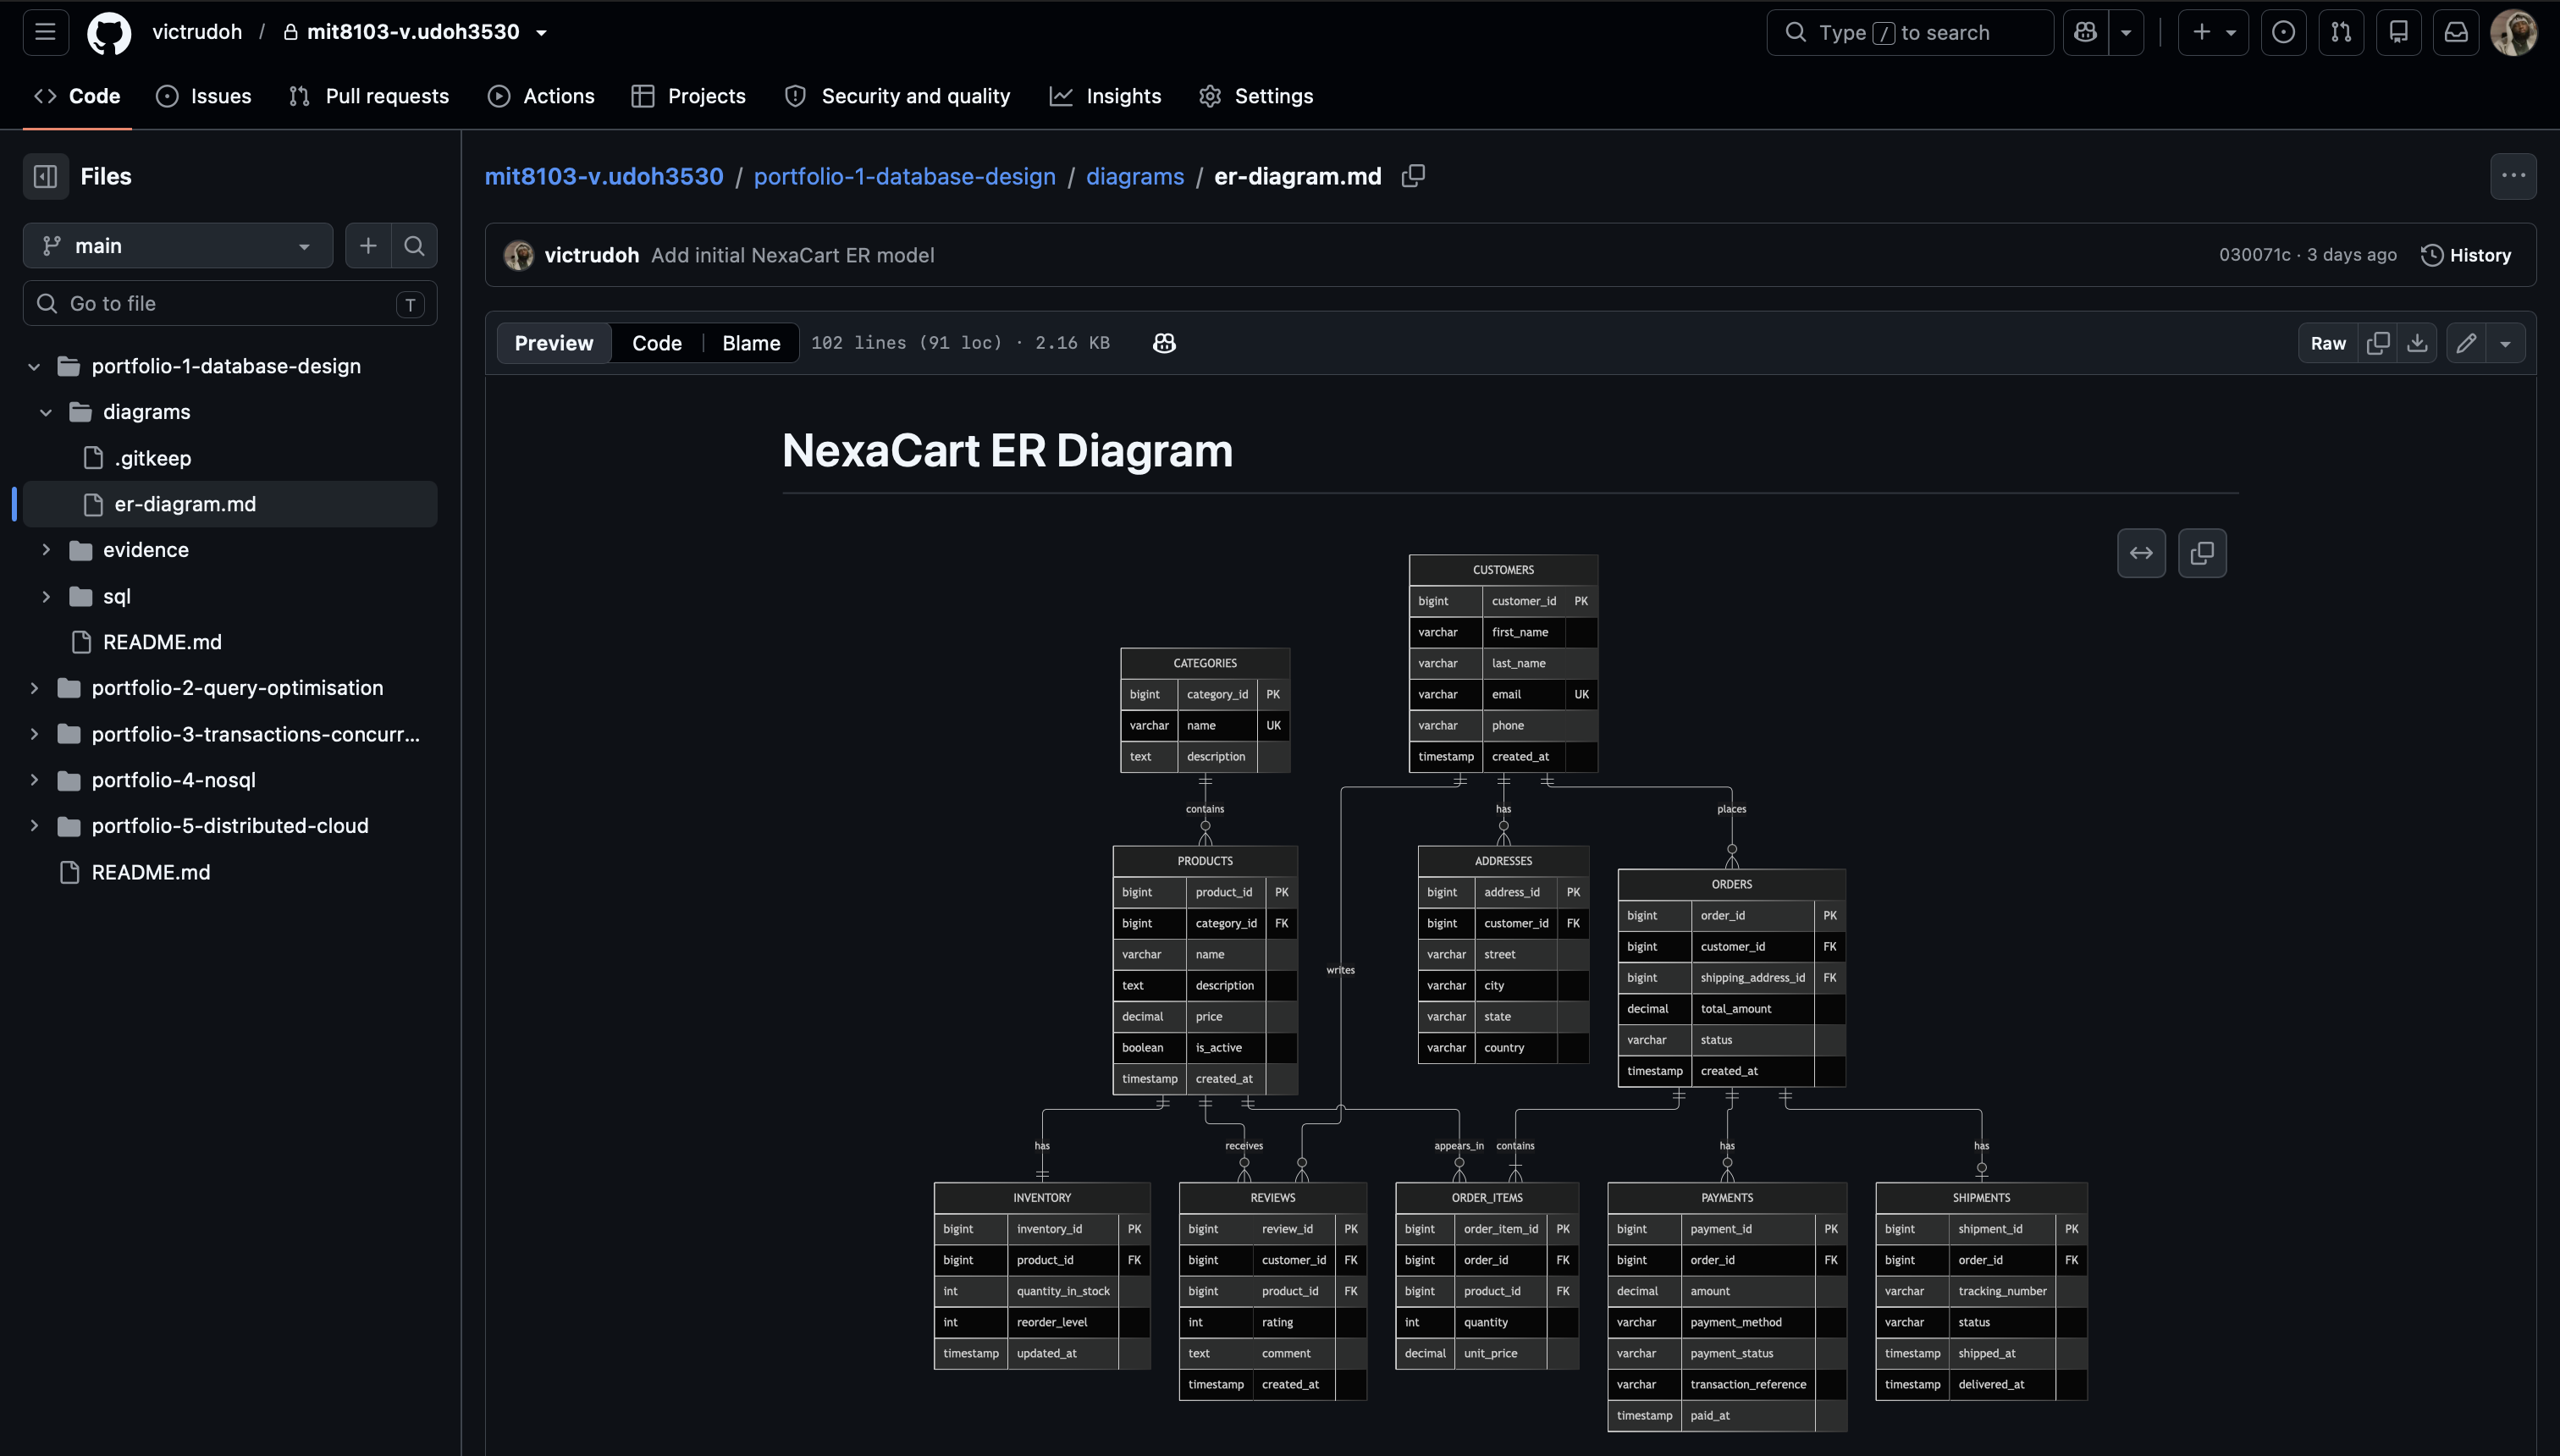 victrudoh / mit8103-v.udoh3530
Type / to search
Code Issues Pull requests Actions Projects Security and quality Insights Settings
Files
main
Go to file T
portfolio-1-database-design
diagrams
.gitkeep
er-diagram.md
evidence
sql
README.md
portfolio-2-query-optimisation
portfolio-3-transactions-concurr...
portfolio-4-nosql
portfolio-5-distributed-cloud
README.md
mit8103-v.udoh3530 / portfolio-1-database-design / diagrams / er-diagram.md
victrudoh Add initial NexaCart ER model
030071c · 3 days ago History
Preview Code Blame 102 lines (91 loc) · 2.16 KB
Raw
NexaCart ER Diagram
CUSTOMERS
bigint customer_id PK
varchar first_name
varchar last_name
varchar email UK
varchar phone
timestamp created_at
CATEGORIES
bigint category_id PK
varchar name UK
text description
contains
has
places
writes
PRODUCTS
bigint product_id PK
bigint category_id FK
varchar name
text description
decimal price
boolean is_active
timestamp created_at
ADDRESSES
bigint address_id PK
bigint customer_id FK
varchar street
varchar city
varchar state
varchar country
ORDERS
bigint order_id PK
bigint customer_id FK
bigint shipping_address_id FK
decimal total_amount
varchar status
timestamp created_at
has
receives
appears_in
contains
has
has
INVENTORY
bigint inventory_id PK
bigint product_id FK
int quantity_in_stock
int reorder_level
timestamp updated_at
REVIEWS
bigint review_id PK
bigint customer_id FK
bigint product_id FK
int rating
text comment
timestamp created_at
ORDER_ITEMS
bigint order_item_id PK
bigint order_id FK
bigint product_id FK
int quantity
decimal unit_price
PAYMENTS
bigint payment_id PK
bigint order_id FK
decimal amount
varchar payment_method
varchar payment_status
varchar transaction_reference
timestamp paid_at
SHIPMENTS
bigint shipment_id PK
bigint order_id FK
varchar tracking_number
varchar status
timestamp shipped_at
timestamp delivered_at